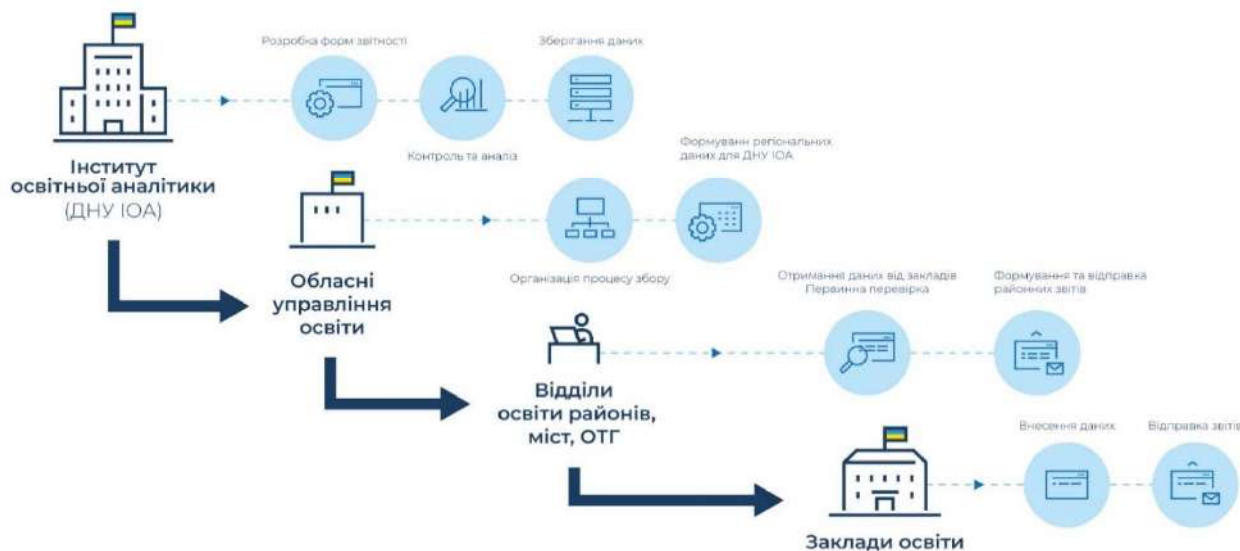 Розробка форм звітності
Зберігання даних
Контроль та аналіз
Інститут
освітньої аналітики
(ДНУ ІОА)
Формуванн регіональних
даних для ДНУ ІОА
Організація процесу збору
Обласні
управління
освіти
Отримання даних від закладів
Первинна перевірка
Формування та відправка
районних звітів
Відділи
освіти районів,
міст, ОТГ
Внесення даних
Відправка звітів
Заклади освіти